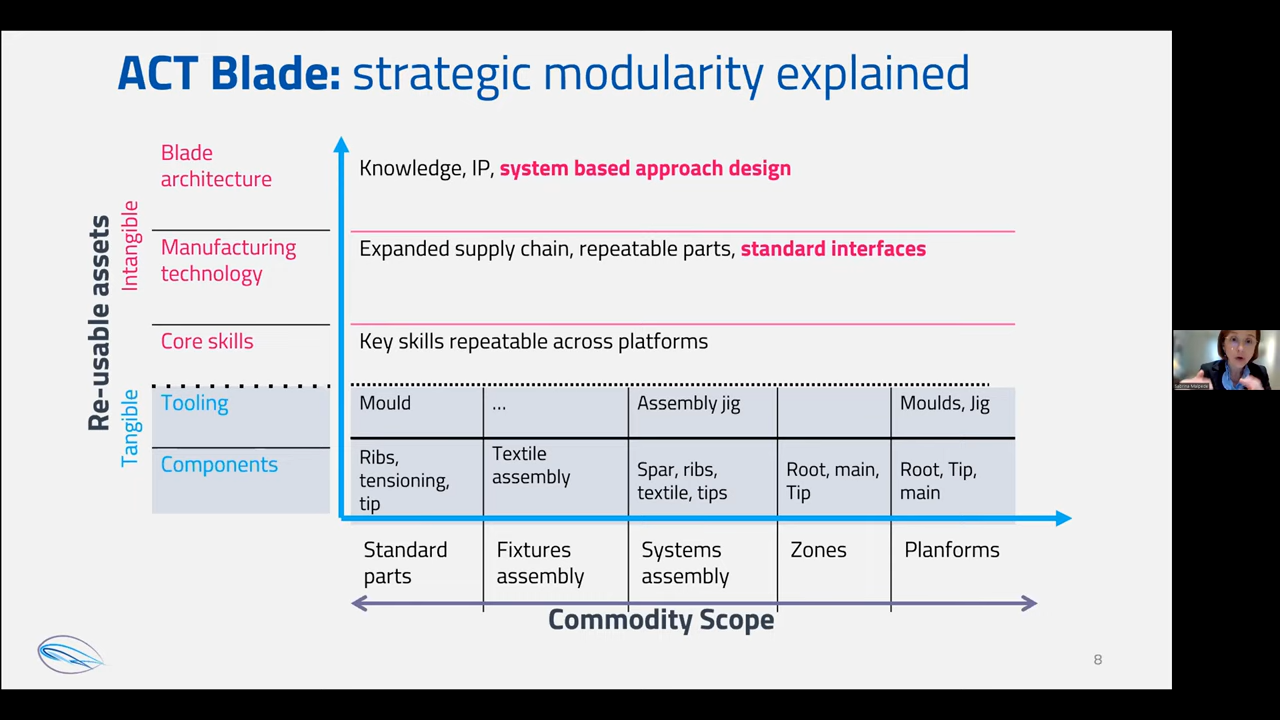 ACT Blade: strategic modularity explained
Re-usable assets
Intangible
Tangible
Blade
architecture
Knowledge, IP, system based approach design
Manufacturing
technology
Expanded supply chain, repeatable parts, standard interfaces
Core skills
Key skills repeatable across platforms
Tooling
Mould
...
Assembly jig
Moulds, Jig
Components
Ribs,
tensioning,
tip
Textile
assembly
Spar, ribs,
textile, tips
Root, main,
Tip
Root, Tip,
main
Standard
parts
Fixtures
assembly
Systems
assembly
Zones
Planforms
Commodity Scope
8